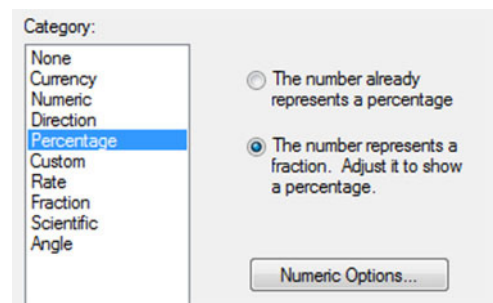 Category:
None
Currency
Numeric
Direction
Percentage
Custom
Rate
Fraction
Scientific
Angle
The number already
represents a percentage
The number represents a
fraction. Adjust it to show
a percentage.
Numeric Options...